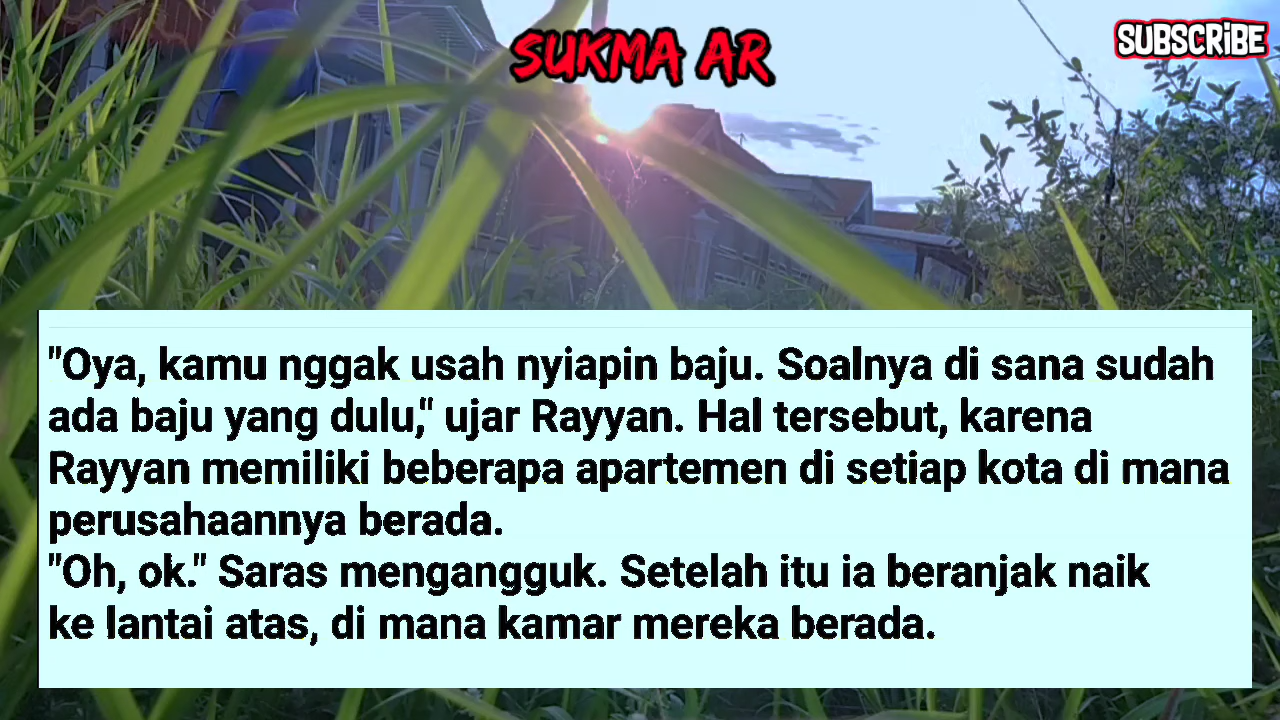 SUKMA AR
SUBSCRiBE
"Oya, kamu nggak usah nyiapin baju. Soalnya di sana sudah
ada baju yang dulu," ujar Rayyan. Hal tersebut, karena
Rayyan memiliki beberapa apartemen di setiap kota di mana
perusahaannya berada.
"Oh, ok." Saras mengangguk. Setelah itu ia beranjak naik
ke lantai atas, di mana kamar mereka berada.